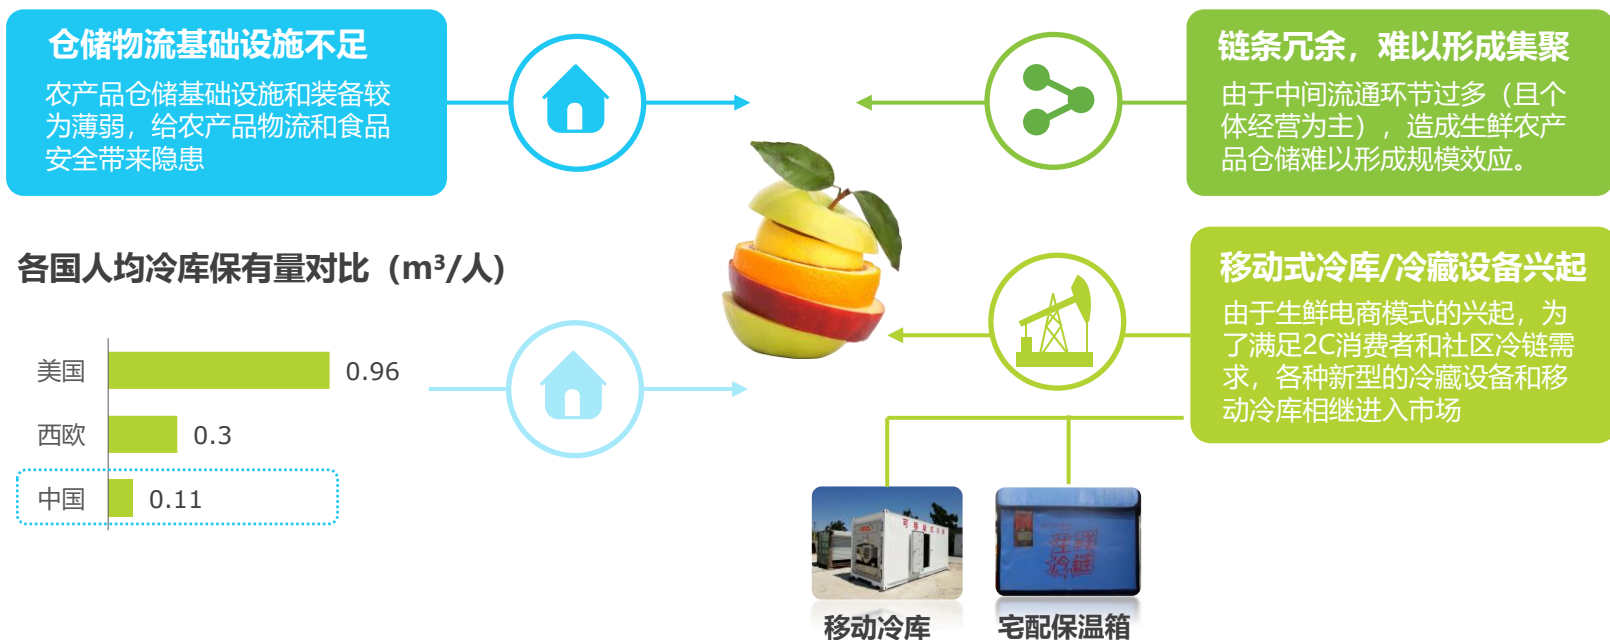 仓储物流基础设施不足
农产品仓储基础设施和装备较
为薄弱，给农产品物流和食品
安全带来隐患
链条冗余，难以形成集聚
由于中间流通环节过多（且个
体经营为主），造成生鲜农产
品仓储难以形成规模效应。
各国人均冷库保有量对比（m³/人）
美国 0.96
西欧 0.3
中国 0.11
移动式冷库/冷藏设备兴起
由于生鲜电商模式的兴起，为
了满足2C消费者和社区冷链需
求，各种新型的冷藏设备和移
动冷库相继进入市场
生鲜
冷链
移动冷库
宅配保温箱